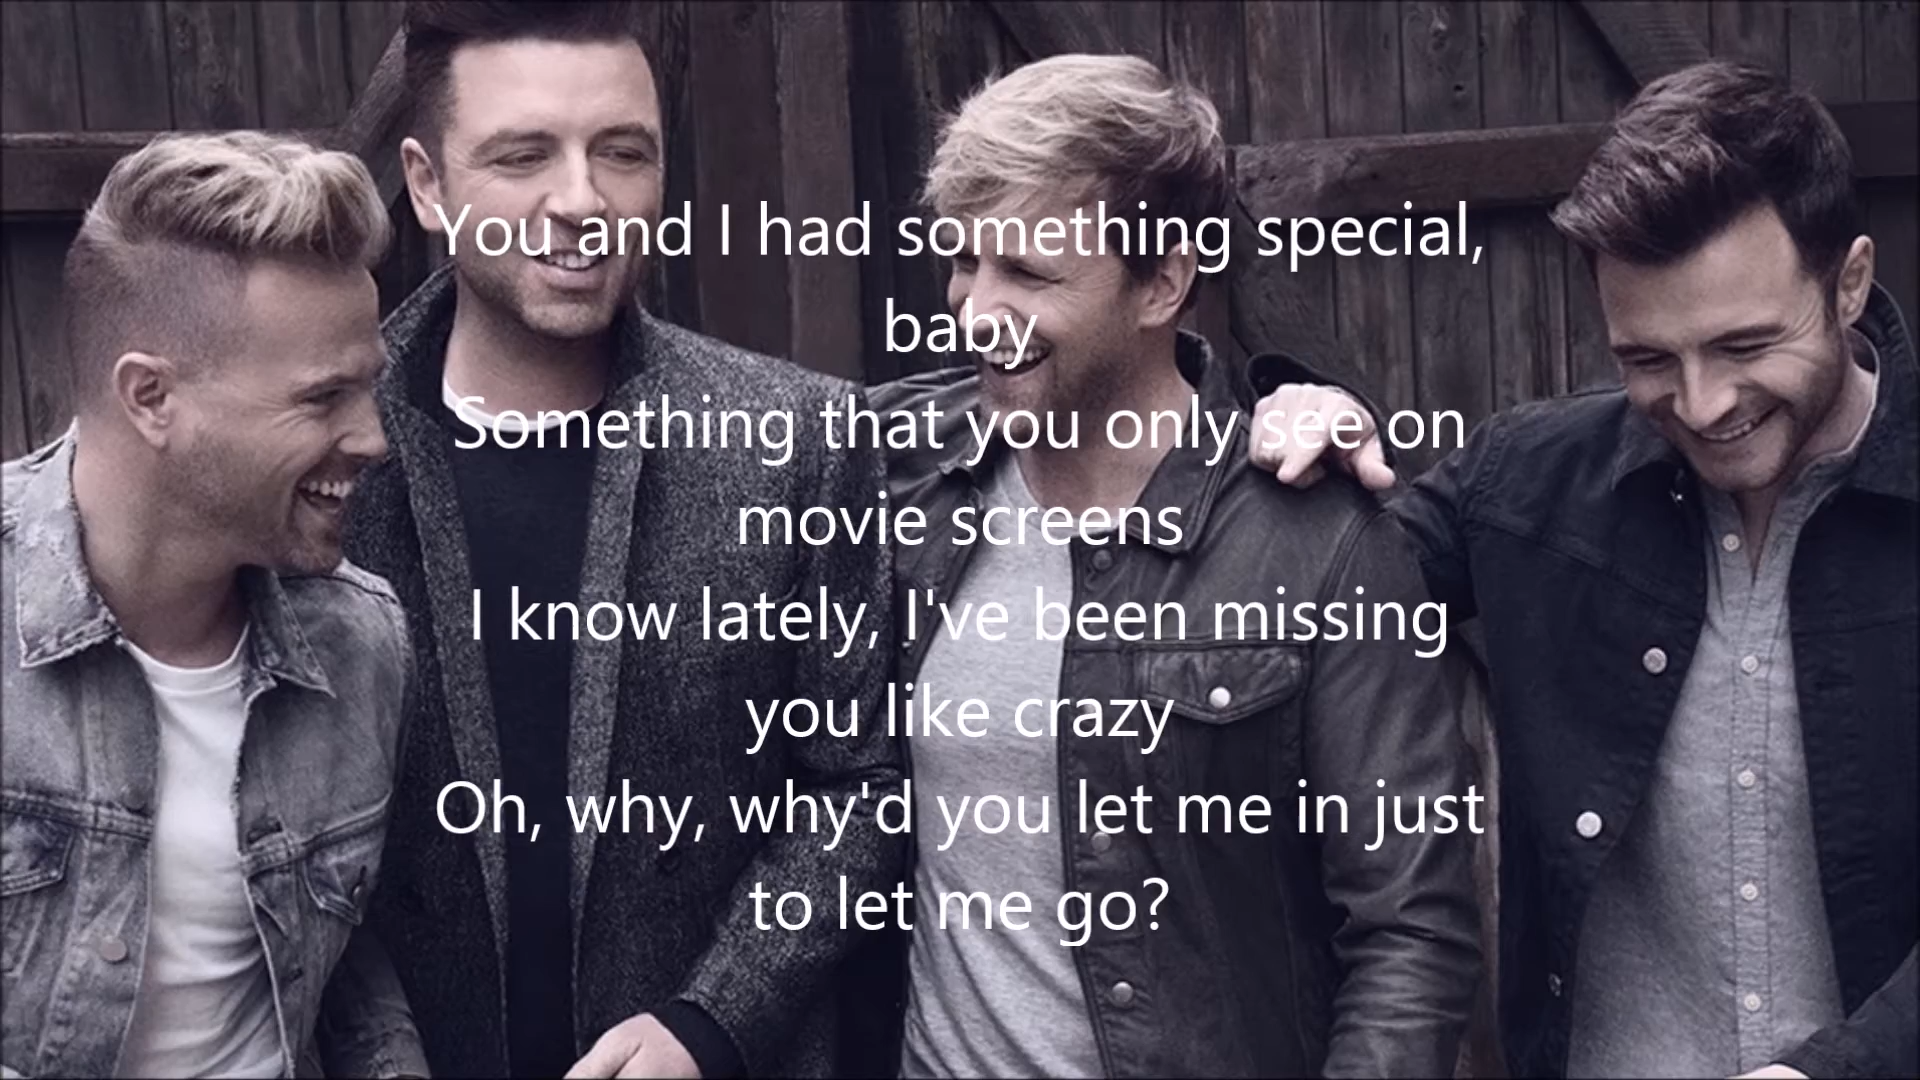 You and I had something special,
baby
Something that you only see on
movie screens
I know lately, I've been missing
you like crazy
Oh, why, why'd you let me in just
to let me go?